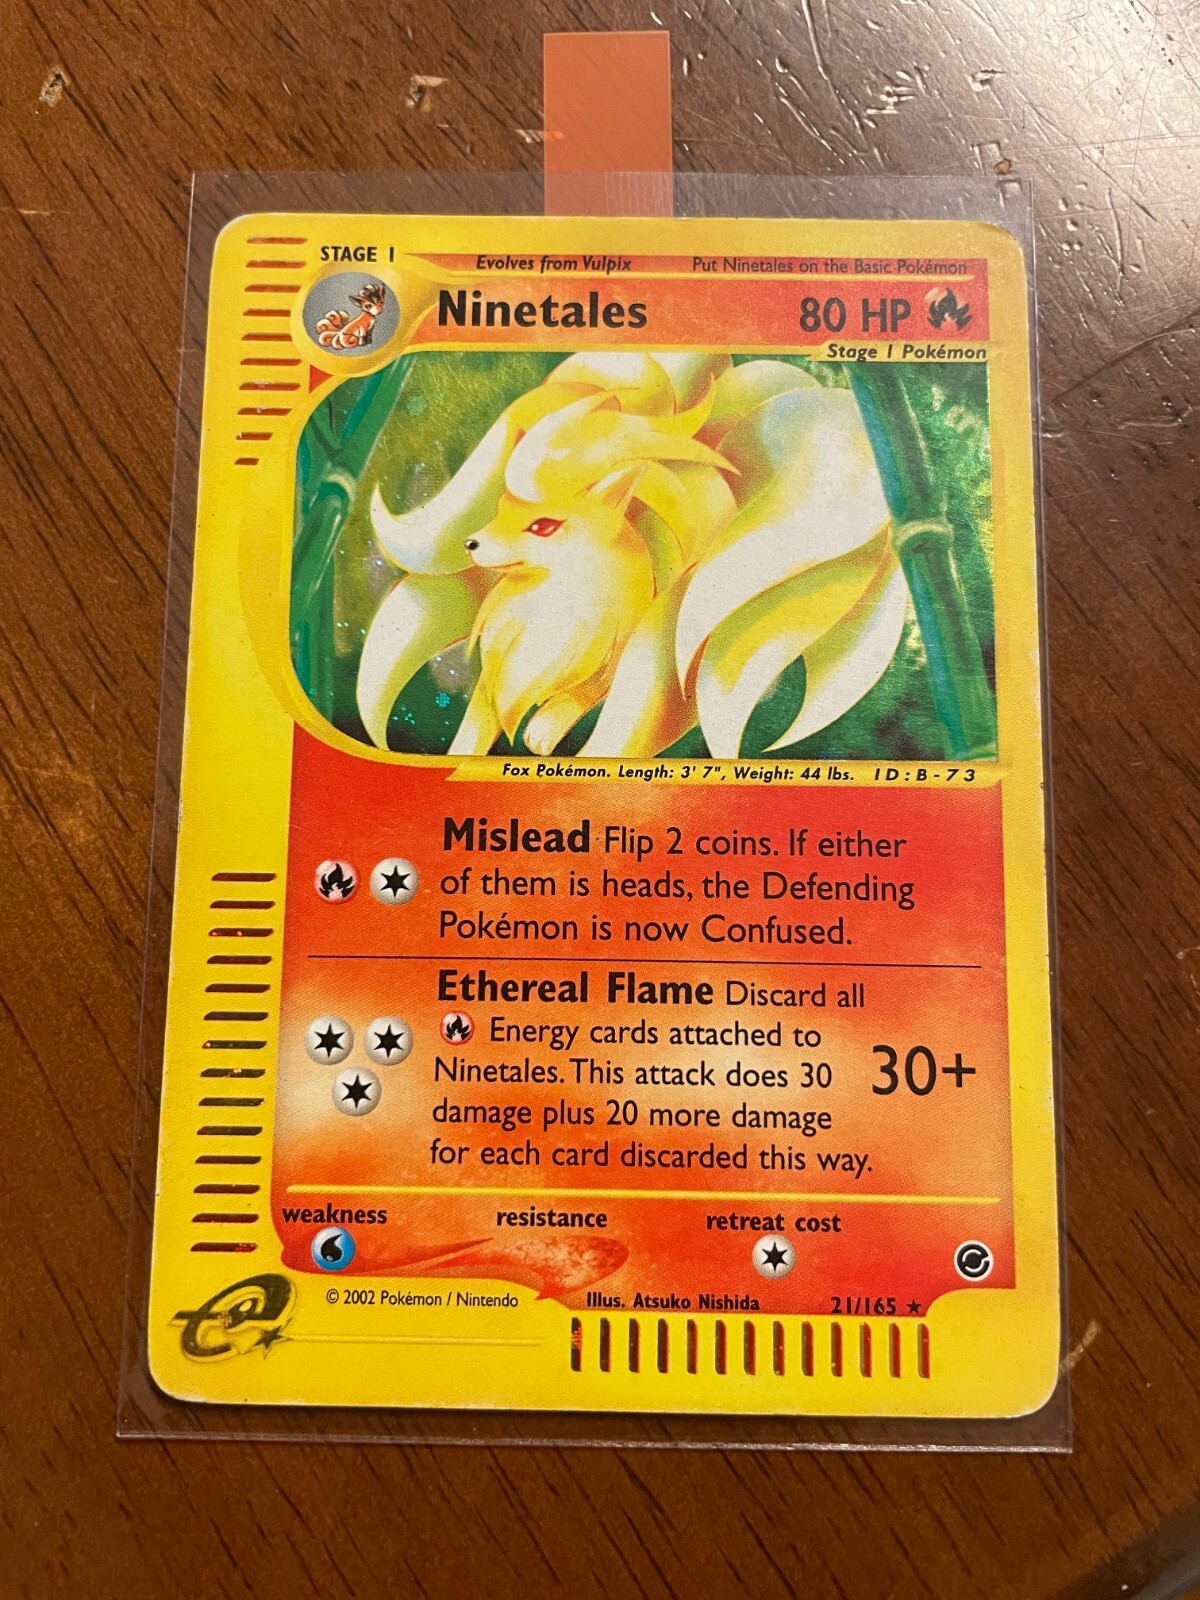 STAGE 1
Evolves from Vulpix
Put Ninetales on the Basic Pokémon
Ninetales
80 HP
Stage 1 Pokémon
Fox Pokémon. Length: 3' 7", Weight: 44 lbs. ID:B-73
Mislead Flip 2 coins. If either
of them is heads, the Defending
Pokémon is now Confused.
Ethereal Flame Discard all
Energy cards attached to
Ninetales. This attack does 30
damage plus 20 more damage
for each card discarded this way.
30+
weakness
resistance
retreat cost
© 2002 Pokémon / Nintendo
Illus. Atsuko Nishida
21/165 ★
e